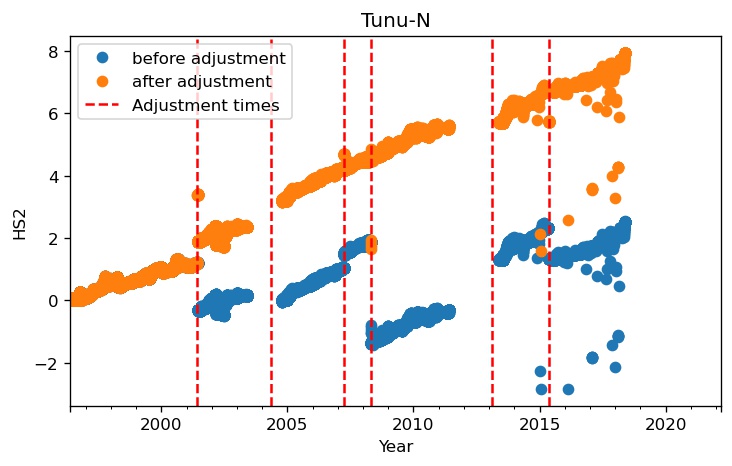 Tunu-N
before adjustment
after adjustment
Adjustment times
8
6
4
2
0
−2
HS2
2000 2005 2010 2015 2020
Year